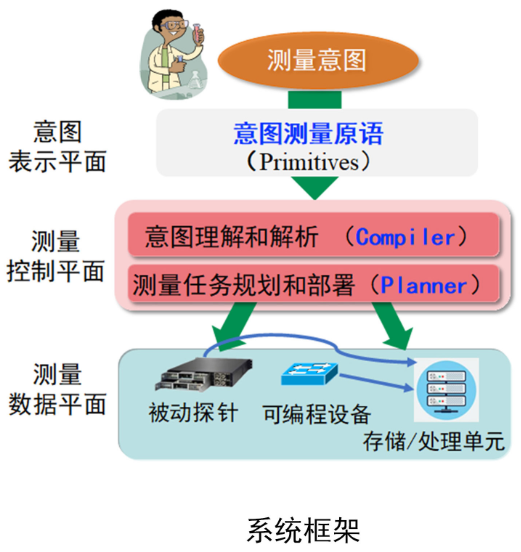 测量意图
意图
表示平面
意图测量原语
（Primitives）
测量
控制平面
意图理解和解析 （Compiler）
测量任务规划和部署（Planner）
测量
数据平面
被动探针
可编程设备
存储/处理单元
系统框架